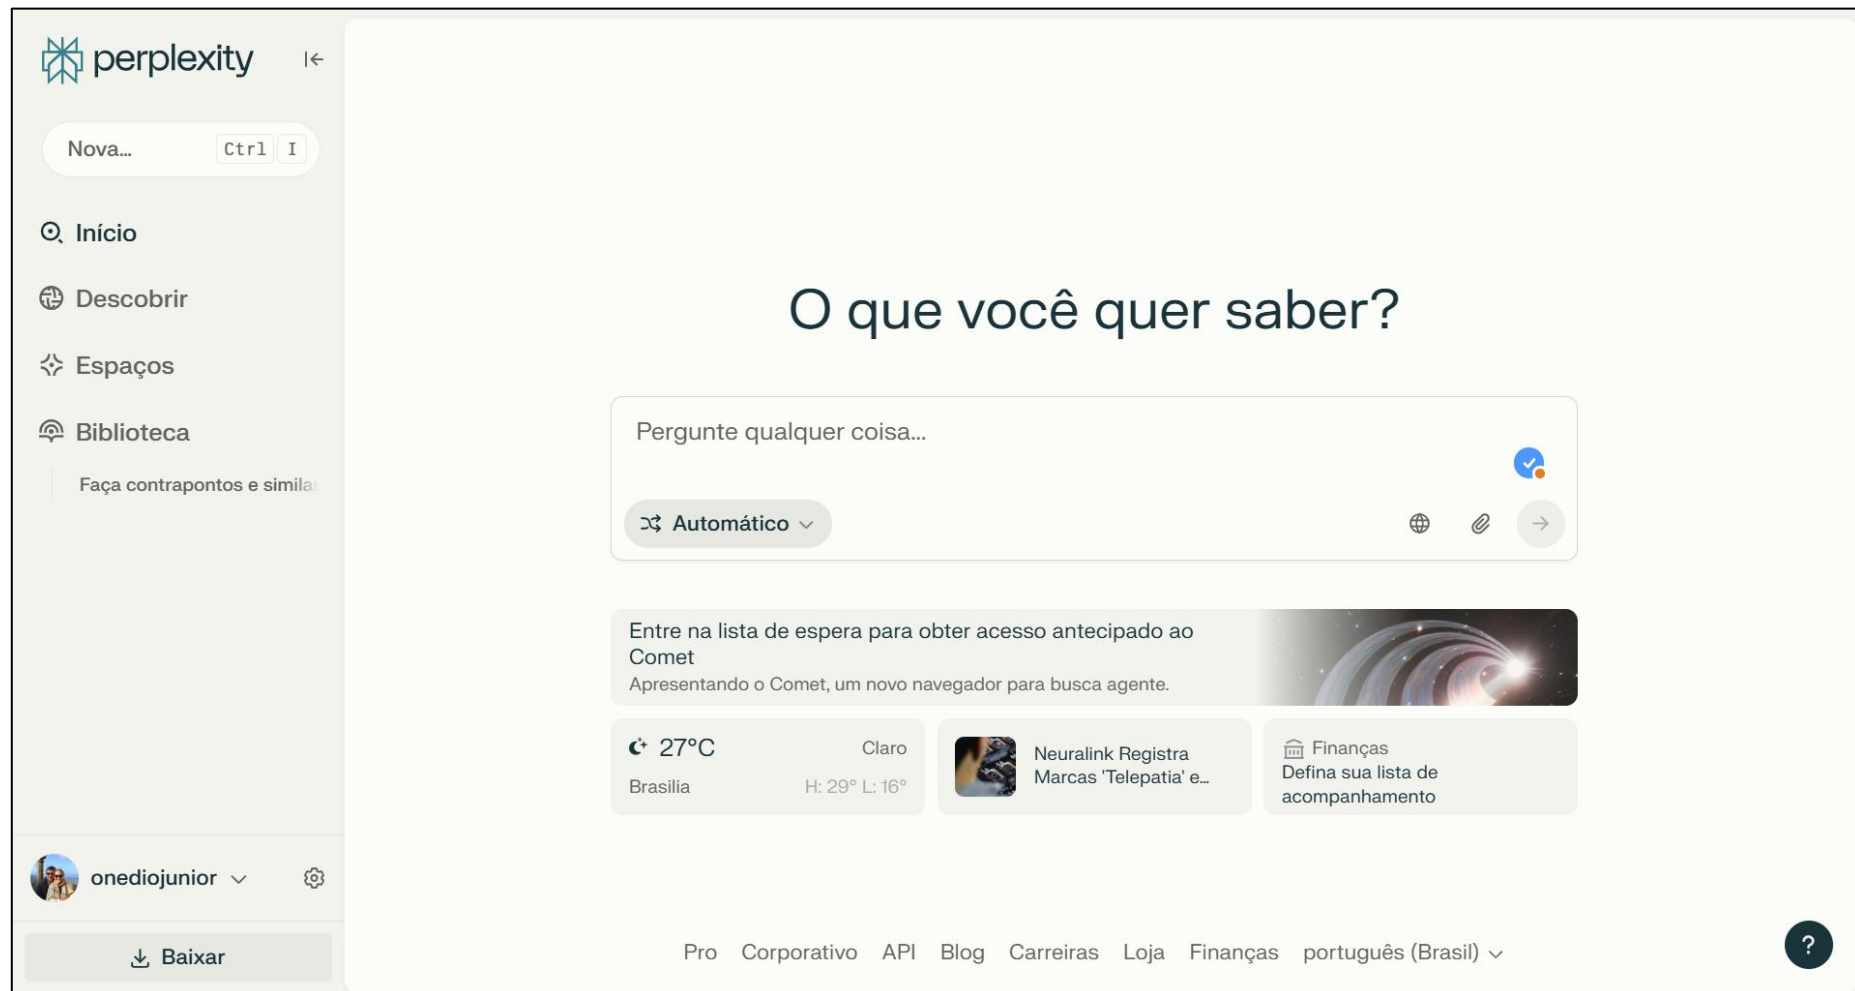 perplexity
Nova...
Ctrl I
Início
Descobrir
Espaços
Biblioteca
Faça contrapontos e simila
onediojunior
Baixar
O que você quer saber?
Pergunte qualquer coisa...
Automático
Entre na lista de espera para obter acesso antecipado ao
Comet
Apresentando o Comet, um novo navegador para busca agente.
27°C
Claro
Brasilia
H: 29° L: 16°
Neuralink Registra
Marcas 'Telepatia' e...
Finanças
Defina sua lista de
acompanhamento
Pro Corporativo API Blog Carreiras Loja Finanças português (Brasil)
?